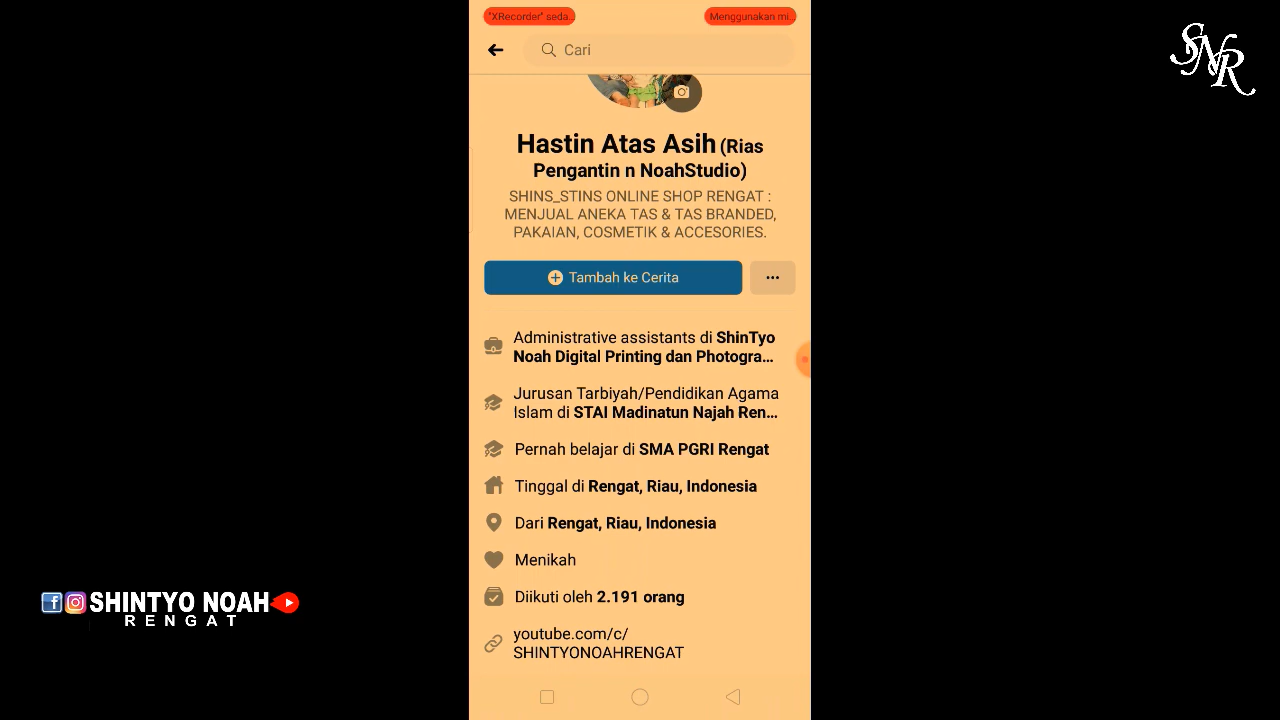 "XRecorder" seda...
Menggunakan mi...
SNR
Cari
Hastin Atas Asih (Rias
Pengantin n NoahStudio)
SHINS_STINS ONLINE SHOP RENGAT :
MENJUAL ANEKA TAS & TAS BRANDED,
PAKAIAN, COSMETIK & ACCESORIES.
Tambah ke Cerita
Administrative assistants di ShinTyo
Noah Digital Printing dan Photogra...
Jurusan Tarbiyah/Pendidikan Agama
Islam di STAI Madinatun Najah Ren...
Pernah belajar di SMA PGRI Rengat
Tinggal di Rengat, Riau, Indonesia
Dari Rengat, Riau, Indonesia
Menikah
Diikuti oleh 2.191 orang
youtube.com/c/
SHINTYONOAHRENGAT
SHINTYO NOAH
RENGAT